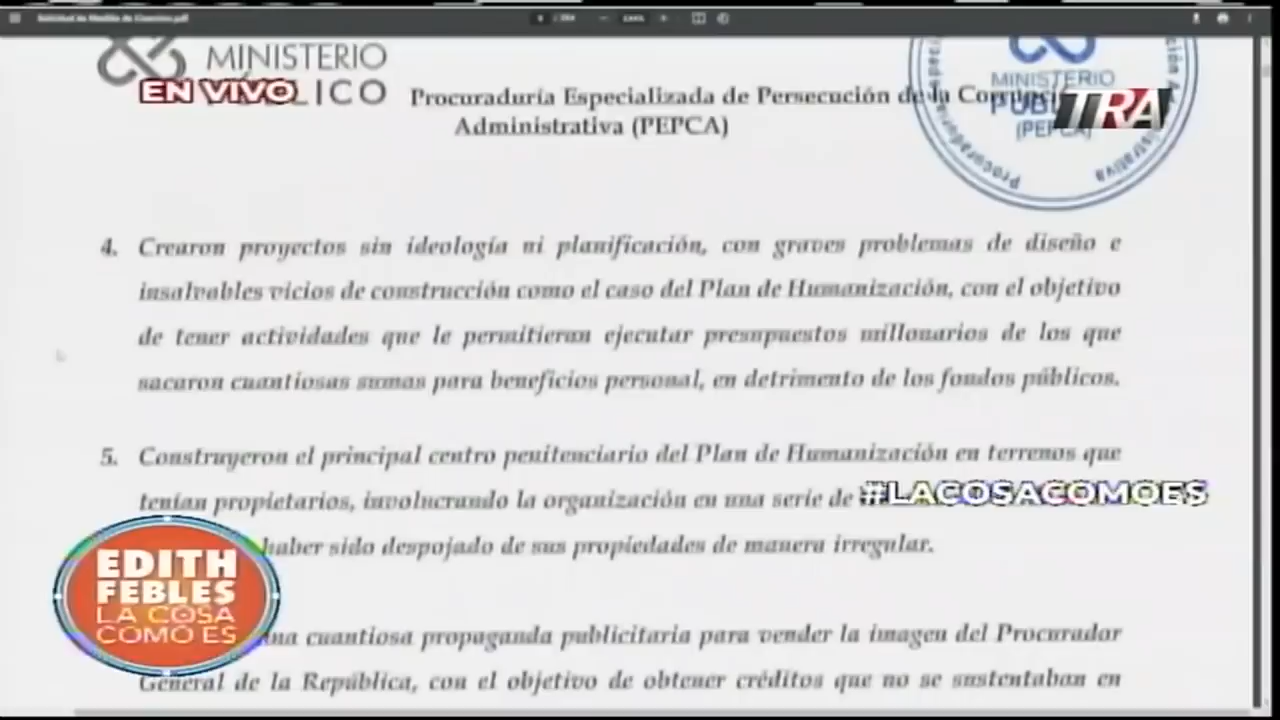 Solicitud de Medida de Coercion.pdf
MINISTERIO
EN VIVO
LICO
Procuraduría Especializada de Persecución de la
Administrativa (PEPCA)
MINISTERIO
(PEPCA)
TRA
4. Crearon proyectos sin ideología ni planificación, con graves problemas de diseño e
insalvables vicios de construcción como el caso del Plan de Humanización, con el objetivo
de tener actividades que le permitieran ejecutar presupuestos millonarios de los que
sacaron cuantiosas sumas para beneficios personal, en detrimento de los fondos públicos.
5. Construyeron el principal centro penitenciario del Plan de Humanización en terrenos que
tenían propietarios, involucrando la organización en una serie de
#LACOSACOMOES
haber sido despojado de sus propiedades de manera irregular.
EDITH
FEBLES
LA COSA
COMO ES
cuantiosa propaganda publicitaria para vender la imagen del Procurador
General de la República, con el objetivo de obtener créditos que no se sustentaban en